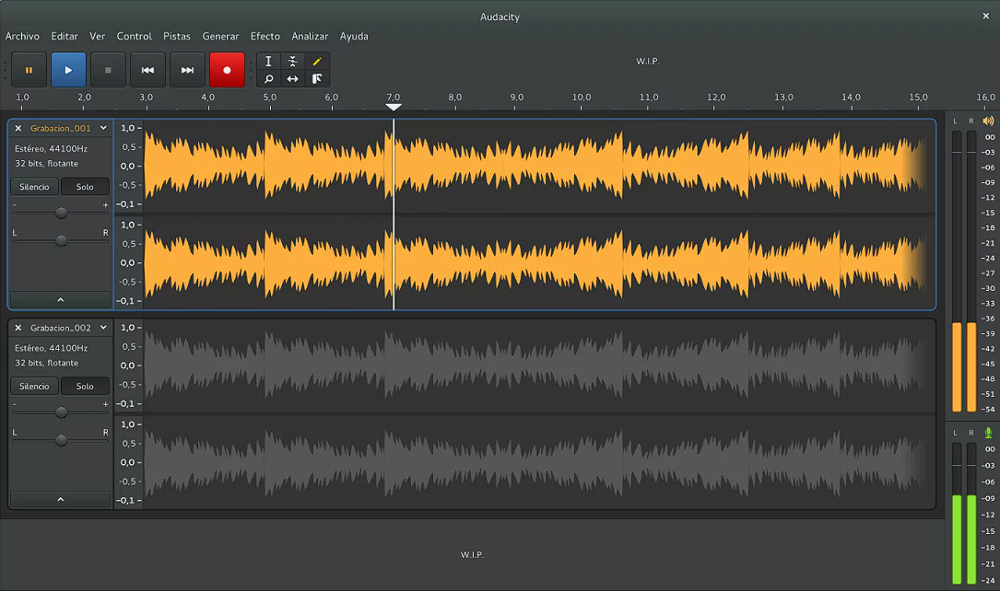 Audacity
Archivo Editar Ver Control Pistas Generar Efecto Analizar Ayuda
W.I.P.
1,0 2,0 3,0 4,0 5,0 6,0 7,0 8,0 9,0 10,0 11,0 12,0 13,0 14,0 15,0 16,0
Grabacion_001
Estéreo, 44100Hz
32 bits, flotante
Silencio Solo
- +
L R
1,0
0,5
0,0
-0,5
-0,1
1,0
0,5
0,0
-0,5
-0,1
Grabacion_002
Estéreo, 44100Hz
32 bits, flotante
Silencio Solo
- +
L R
1,0
0,5
0,0
-0,5
-0,1
1,0
0,5
0,0
-0,5
-0,1
L R
00
-03
-06
-09
-12
-15
-18
-21
-24
-27
-30
-33
-36
-39
-42
-45
-48
-51
-54
L R
00
-03
-06
-09
-12
-15
-18
-21
-24
W.I.P.